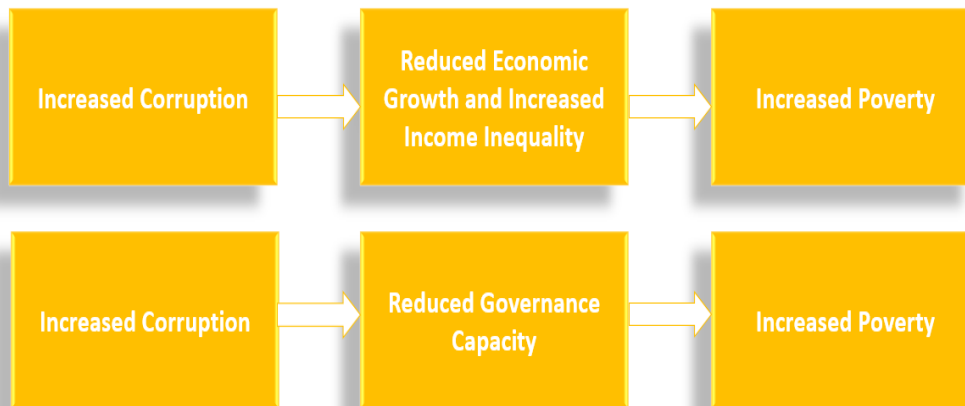 Increased Corruption
Reduced Economic
Growth and Increased
Income Inequality
Increased Poverty
Increased Corruption
Reduced Governance
Capacity
Increased Poverty